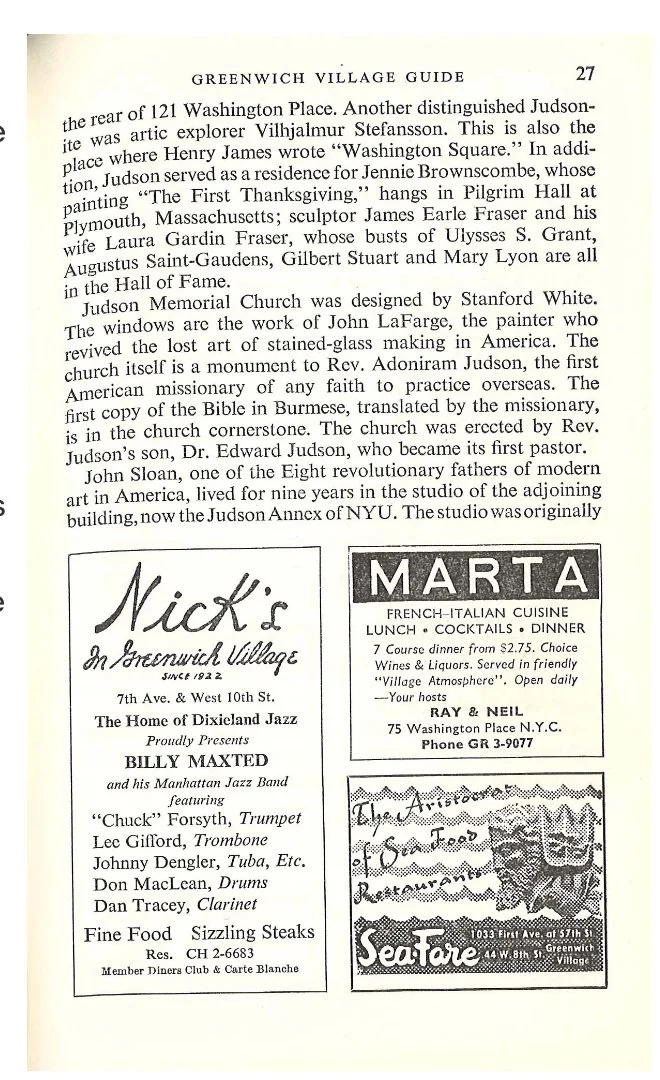 GREENWICH VILLAGE GUIDE 27
the rear of 121 Washington Place. Another distinguished Judson-
ite was artic explorer Vilhjalmur Stefansson. This is also the
place where Henry James wrote “Washington Square.” In addi-
tion, Judson served as a residence for Jennie Brownscombe, whose
painting “The First Thanksgiving,” hangs in Pilgrim Hall at
Plymouth, Massachusetts; sculptor James Earle Fraser and his
wife Laura Gardin Fraser, whose busts of Ulysses S. Grant,
Augustus Saint-Gaudens, Gilbert Stuart and Mary Lyon are all
in the Hall of Fame.
Judson Memorial Church was designed by Stanford White.
The windows are the work of John LaFarge, the painter who
revived the lost art of stained-glass making in America. The
church itself is a monument to Rev. Adoniram Judson, the first
American missionary of any faith to practice overseas. The
first copy of the Bible in Burmese, translated by the missionary,
is in the church cornerstone. The church was erected by Rev.
Judson’s son, Dr. Edward Judson, who became its first pastor.
John Sloan, one of the Eight revolutionary fathers of modern
art in America, lived for nine years in the studio of the adjoining
building, now the Judson Annex of NYU. The studio was originally
Nick's
In Greenwich Village
SINCE 1922
7th Ave. & West 10th St.
The Home of Dixieland Jazz
Proudly Presents
BILLY MAXTED
and his Manhattan Jazz Band
featuring
“Chuck” Forsyth, Trumpet
Lee Gifford, Trombone
Johnny Dengler, Tuba, Etc.
Don MacLean, Drums
Dan Tracey, Clarinet
Fine Food Sizzling Steaks
Res. CH 2-6683
Member Diners Club & Carte Blanche
MARTA
FRENCH-ITALIAN CUISINE
LUNCH • COCKTAILS • DINNER
7 Course dinner from $2.75. Choice
Wines & Liquors. Served in friendly
“Village Atmosphere”. Open daily
—Your hosts
RAY & NEIL
75 Washington Place N.Y.C.
Phone GR 3-9077
The Aristocrat
of Sea Food
Restaurants
SeaFare
1033 First Ave. at 57th St.
44 W. 8th St. Greenwich
Village